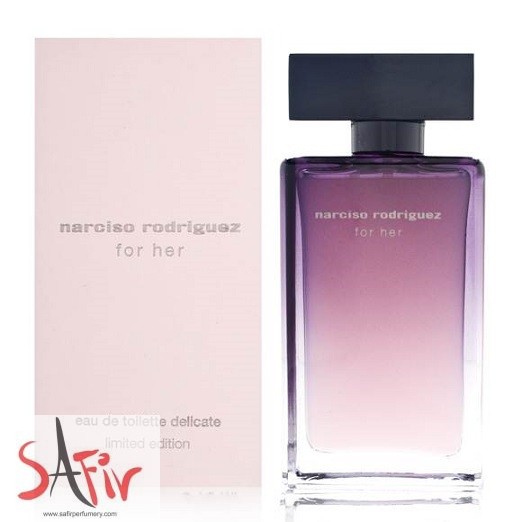 narciso rodriguez
for her
eau de toilette delicate
limited edition
narciso rodriguez
for her
SAFir
www.safirperfumery.com